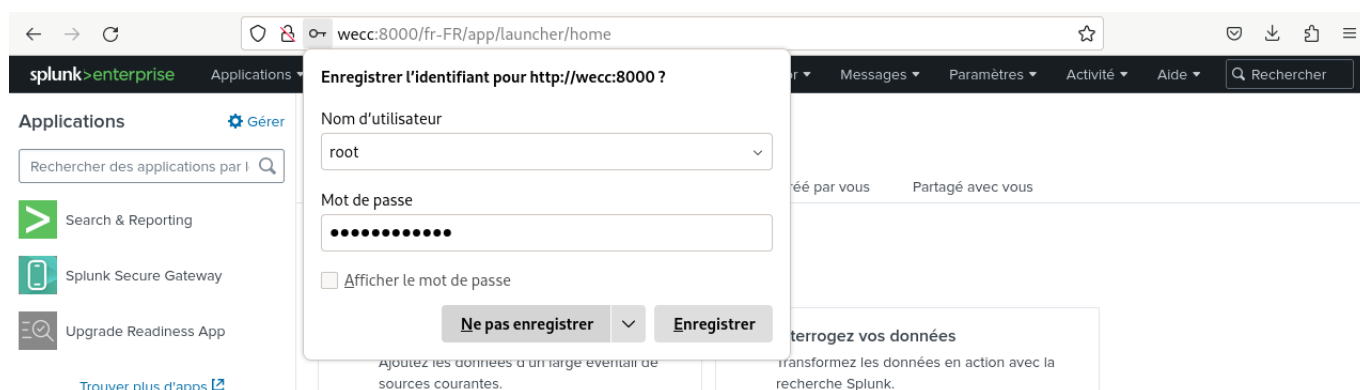 wecc:8000/fr-FR/app/launcher/home
splunk>enterprise Applications Messages Paramètres Activité Aide Rechercher
Enregistrer l'identifiant pour http://wecc:8000 ?
Applications Gérer
Nom d'utilisateur
Rechercher des applications par
root
éé par vous Partagé avec vous
Mot de passe
Search & Reporting
••••••••••••
Splunk Secure Gateway
Afficher le mot de passe
Upgrade Readiness App
Ne pas enregistrer Enregistrer
terrogez vos données
Ajoutez les données d'un large éventail de
Transformez les données en action avec la
Trouver plus d'apps
sources courantes.
recherche Splunk.